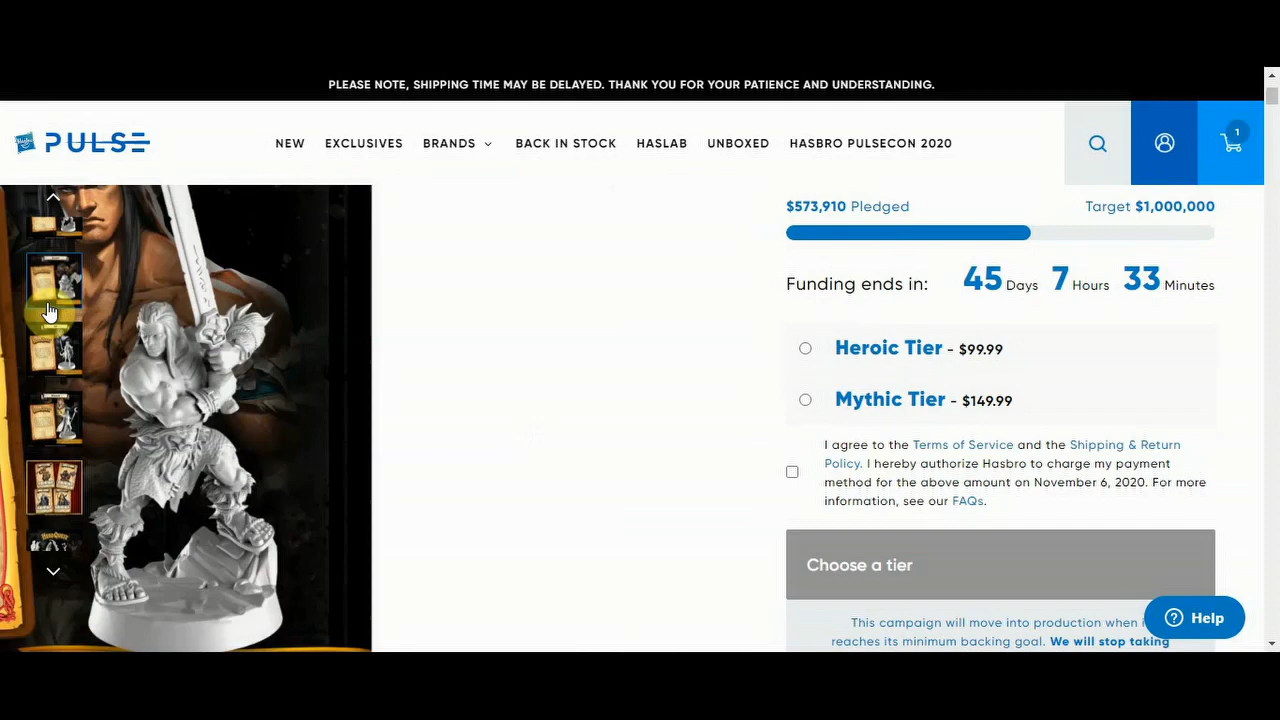 PLEASE NOTE, SHIPPING TIME MAY BE DELAYED. THANK YOU FOR YOUR PATIENCE AND UNDERSTANDING.
Hasbro PULSE
NEW EXCLUSIVES BRANDS BACK IN STOCK HASLAB UNBOXED HASBRO PULSECON 2020
1
$573,910 Pledged Target $1,000,000
Funding ends in: 45 Days 7 Hours 33 Minutes
Heroic Tier - $99.99
Mythic Tier - $149.99
I agree to the Terms of Service and the Shipping & Return
Policy. I hereby authorize Hasbro to charge my payment
method for the above amount on November 6, 2020. For more
information, see our FAQs.
Choose a tier
This campaign will move into production when i
reaches its minimum backing goal. We will stop taking
Help